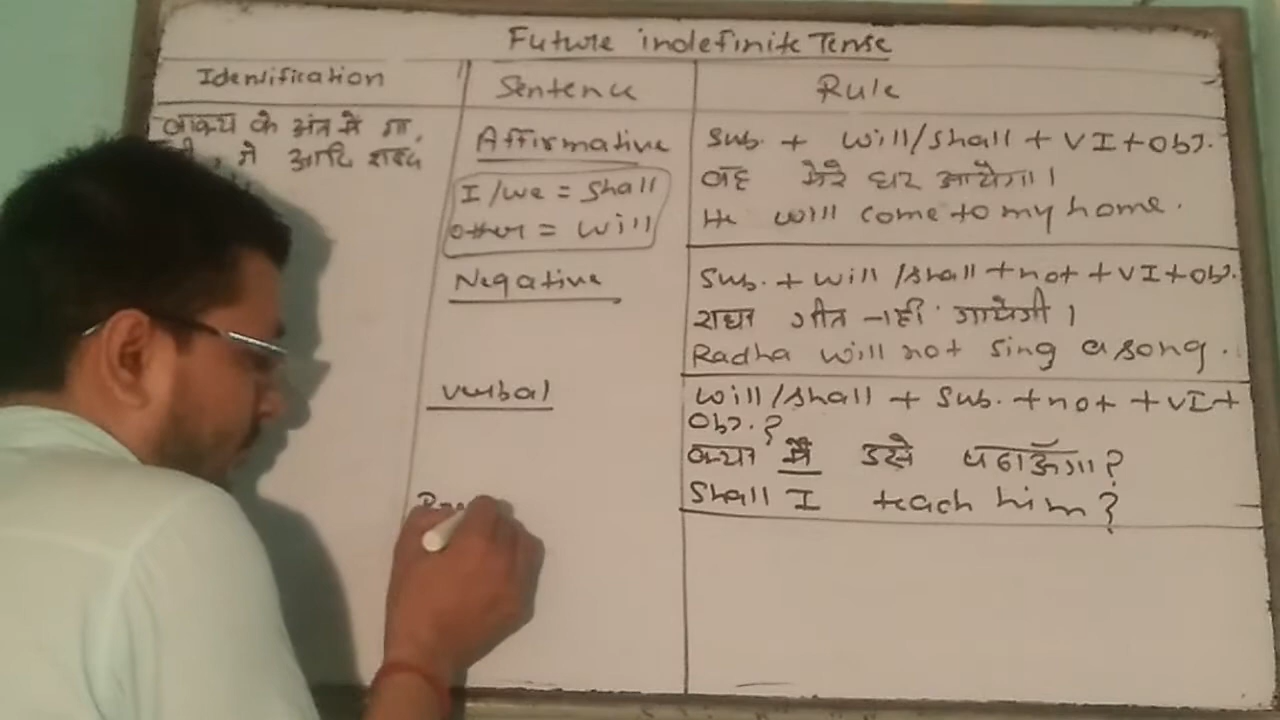 Future indefinite Tense
Identification
Sentence
Rule
वाक्य के अंत में गा,
, गे आदि शब्द
Affirmative
I/we = Shall
other = will
Sub. + will/shall + VI + obj.
वह मेरे घर आयेगा।
He will come to my home.
Negative
Sub. + will/shall + not + VI + obj.
राधा गीत नहीं गायेगी।
Radha will not sing a song.
Verbal
will/shall + Sub. + not + VI +
Obj. ?
क्या मैं उसे पढाऊँगा?
Shall I teach him?